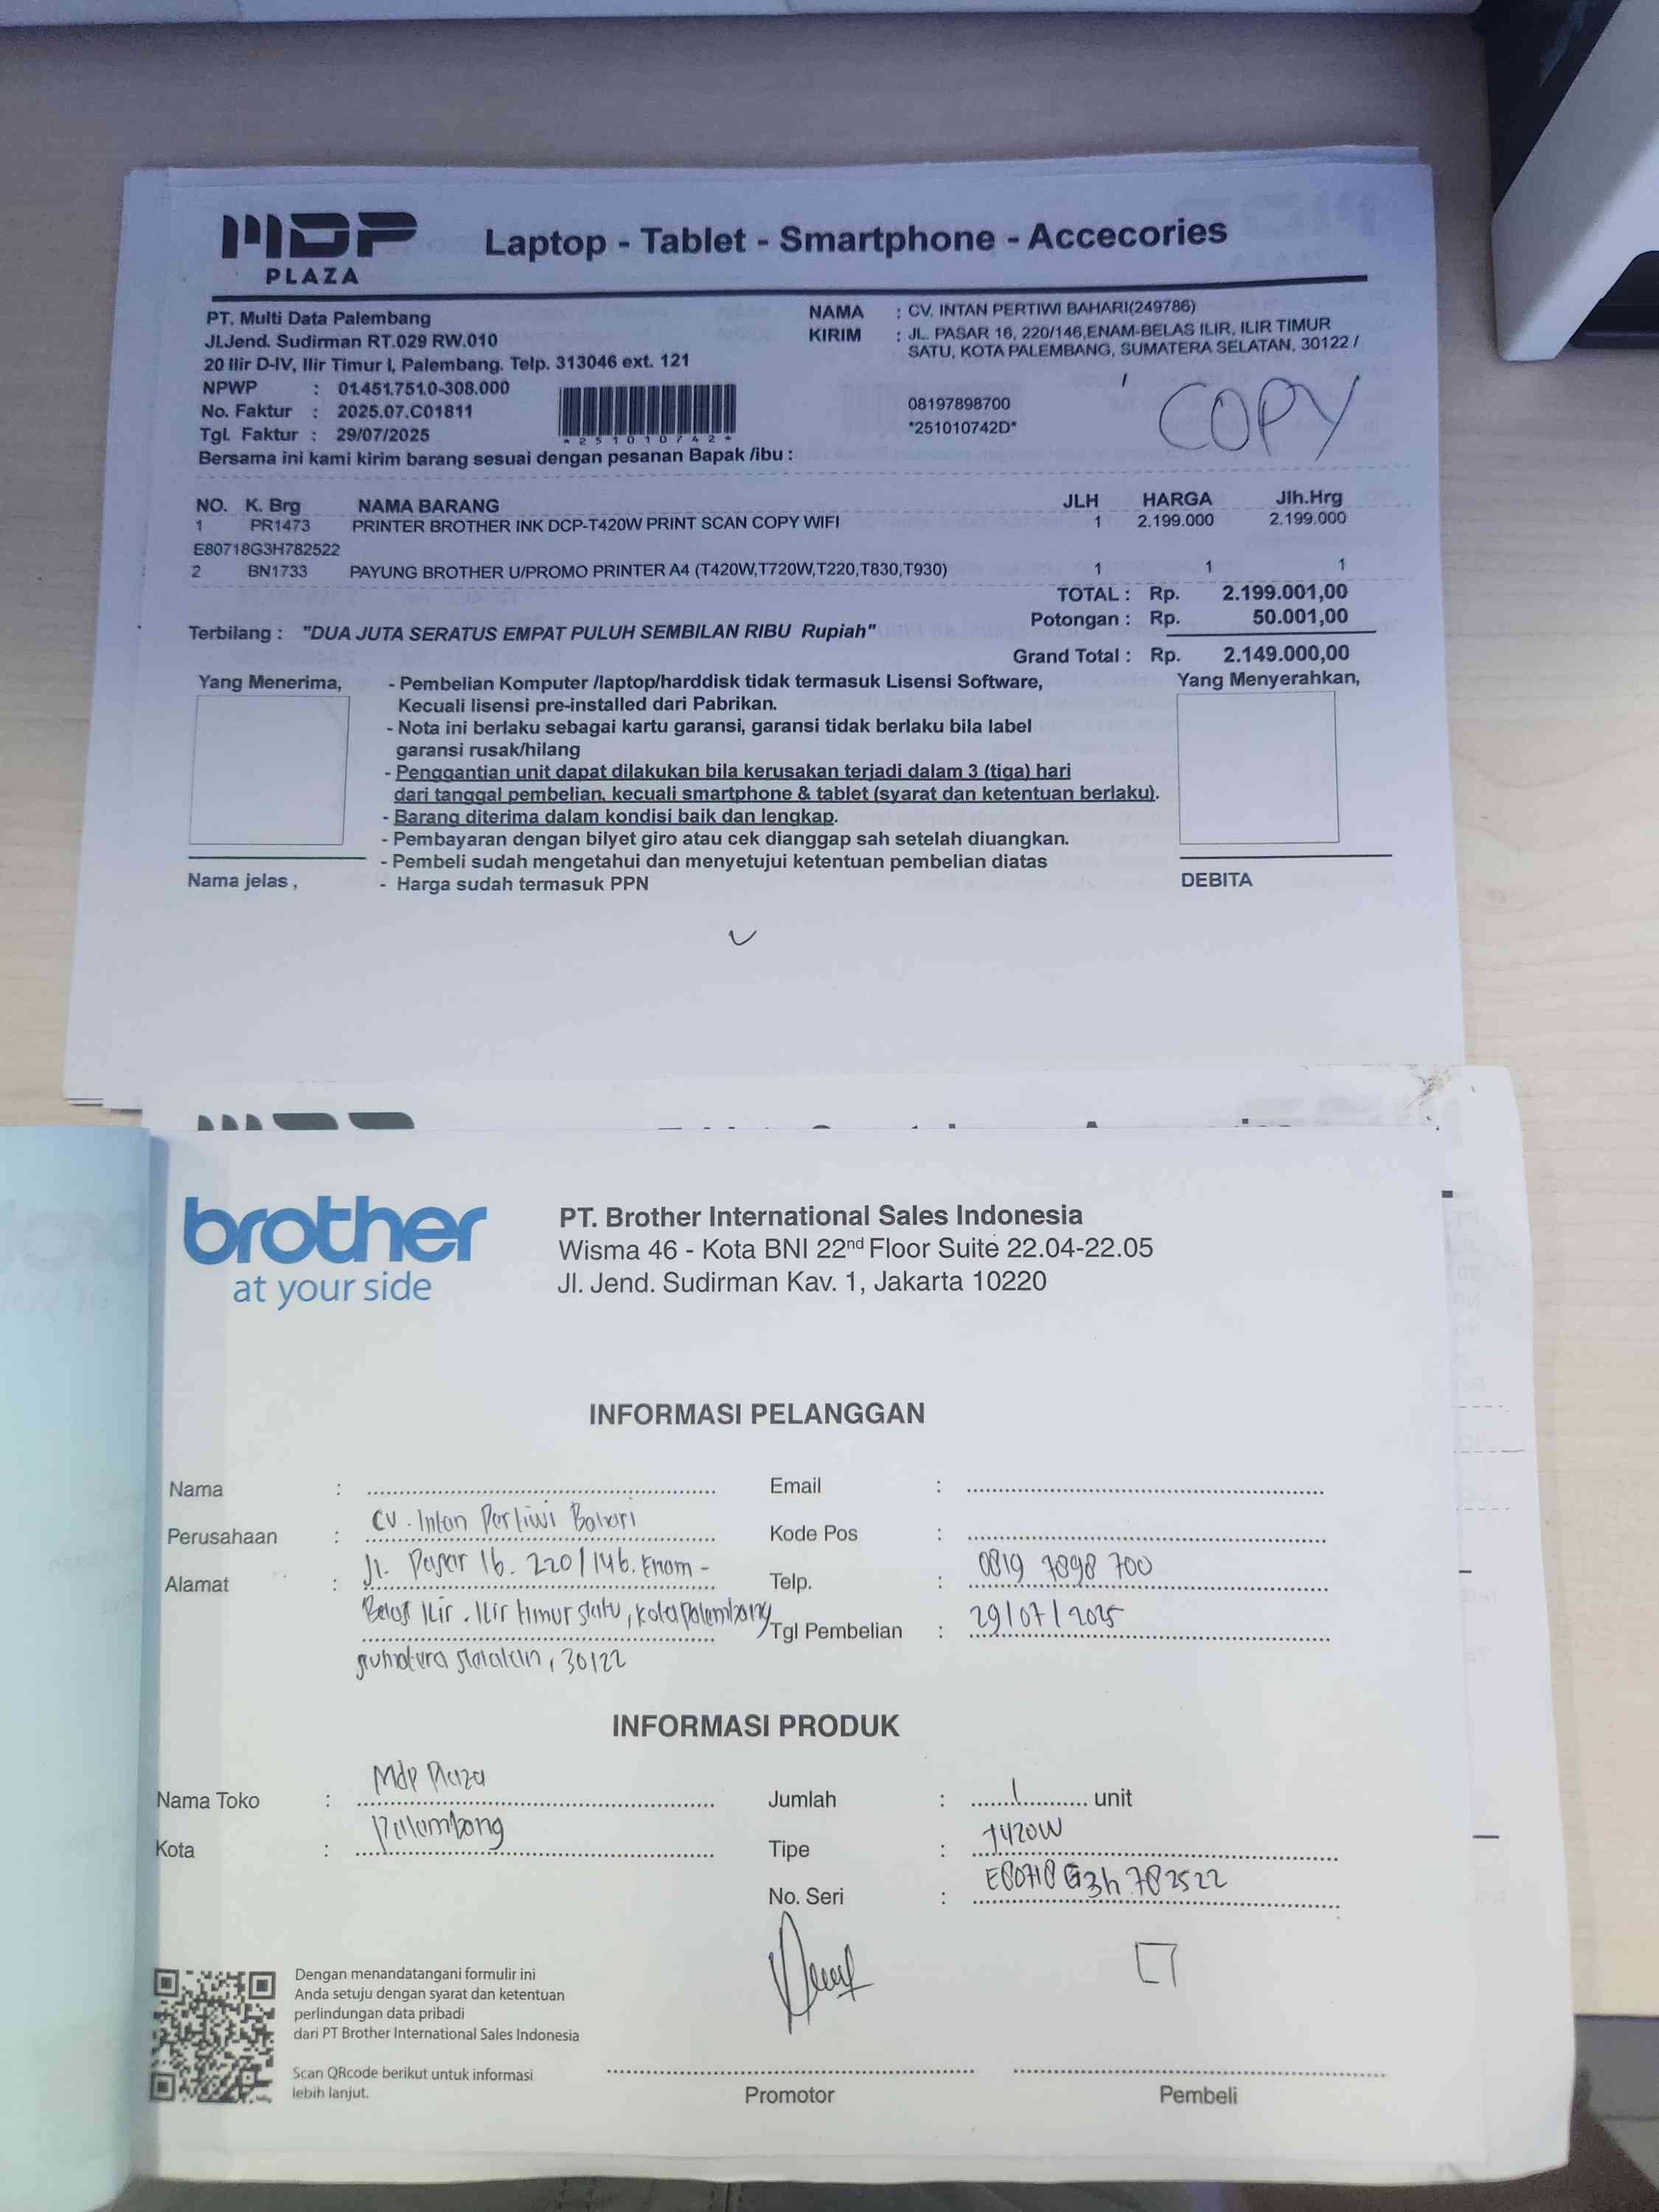 MDP
PLAZA
Laptop - Tablet - Smartphone - Accecories
PT. Multi Data Palembang
Jl.Jend. Sudirman RT.029 RW.010
20 Ilir D-IV, Ilir Timur I, Palembang. Telp. 313046 ext. 121
NPWP : 01.451.751.0-308.000
No. Faktur : 2025.07.C01811
Tgl. Faktur : 29/07/2025
*251010742*
NAMA : CV. INTAN PERTIWI BAHARI(249786)
KIRIM : JL. PASAR 16, 220/146,ENAM-BELAS ILIR, ILIR TIMUR
SATU, KOTA PALEMBANG, SUMATERA SELATAN, 30122 /
08197898700
*251010742D*
COPY
Bersama ini kami kirim barang sesuai dengan pesanan Bapak /ibu :
NO. K. Brg NAMA BARANG JLH HARGA Jlh.Hrg
1 PR1473 PRINTER BROTHER INK DCP-T420W PRINT SCAN COPY WIFI 1 2.199.000 2.199.000
E80718G3H782522
2 BN1733 PAYUNG BROTHER U/PROMO PRINTER A4 (T420W,T720W,T220,T830,T930) 1 1 1
TOTAL : Rp. 2.199.001,00
Potongan : Rp. 50.001,00
Terbilang : "DUA JUTA SERATUS EMPAT PULUH SEMBILAN RIBU Rupiah"
Grand Total : Rp. 2.149.000,00
Yang Menerima,
- Pembelian Komputer /laptop/harddisk tidak termasuk Lisensi Software,
Kecuali lisensi pre-installed dari Pabrikan.
- Nota ini berlaku sebagai kartu garansi, garansi tidak berlaku bila label
garansi rusak/hilang
- Penggantian unit dapat dilakukan bila kerusakan terjadi dalam 3 (tiga) hari
dari tanggal pembelian, kecuali smartphone & tablet (syarat dan ketentuan berlaku).
- Barang diterima dalam kondisi baik dan lengkap.
- Pembayaran dengan bilyet giro atau cek dianggap sah setelah diuangkan.
- Pembeli sudah mengetahui dan menyetujui ketentuan pembelian diatas
- Harga sudah termasuk PPN
Nama jelas ,
Yang Menyerahkan,
DEBITA
brother
at your side
PT. Brother International Sales Indonesia
Wisma 46 - Kota BNI 22nd Floor Suite 22.04-22.05
Jl. Jend. Sudirman Kav. 1, Jakarta 10220
INFORMASI PELANGGAN
Nama :
Perusahaan : CV. Intan Pertiwi Bahari
Alamat : Jl. Pasar 16. 220/146. Enam -
Belas Ilir. Ilir timur satu, kota palembang
sumatera selatan, 30122
Email :
Kode Pos :
Telp. : 0819 7898 700
Tgl Pembelian : 29/07/2025
INFORMASI PRODUK
Nama Toko : Mdp Plaza
Kota : Palembang
Jumlah : 1 unit
Tipe : T420W
No. Seri : E80718G3h782522
Dengan menandatangani formulir ini
Anda setuju dengan syarat dan ketentuan
perlindungan data pribadi
dari PT Brother International Sales Indonesia
Scan QRcode berikut untuk informasi
lebih lanjut.
Promotor
Pembeli